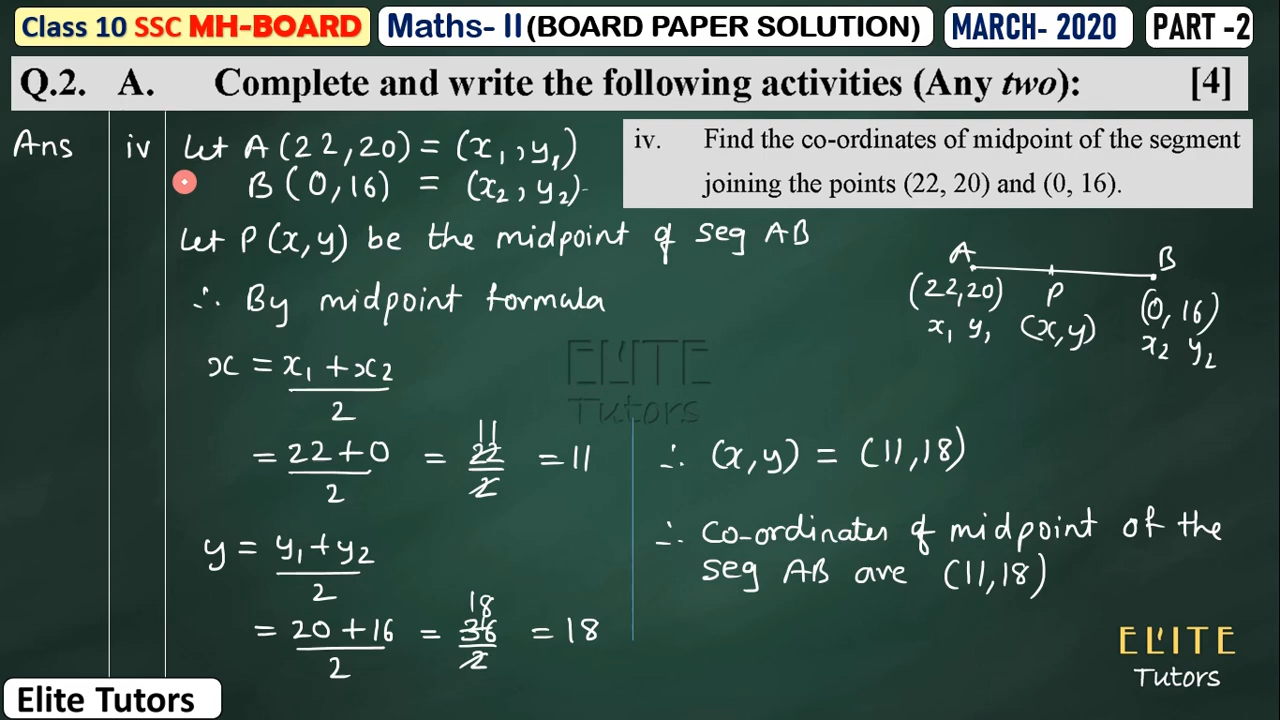 Class 10 SSC MH-BOARD Maths- II (BOARD PAPER SOLUTION) MARCH- 2020 PART -2
Q.2. A. Complete and write the following activities (Any two): [4]
iv. Find the co-ordinates of midpoint of the segment
joining the points (22, 20) and (0, 16).
Ans iv Let A (22,20) = (x₁, y₁)
B (0, 16) = (x₂, y₂)
Let P(x, y) be the midpoint of seg AB
∴ By midpoint formula
x = x₁ + x₂
2
= 22+0 = 22 = 11
2 2
11
y = y₁+y₂
2
= 20 +16 = 36 = 18
2 2
18
A B
(22,20) P (0, 16)
x₁ y₁ (x, y) x₂ y₂
ELITE
Tutors
∴ (x, y) = (11, 18)
∴ Co-ordinates of midpoint of the
seg AB are (11, 18)
ELITE
Tutors
Elite Tutors